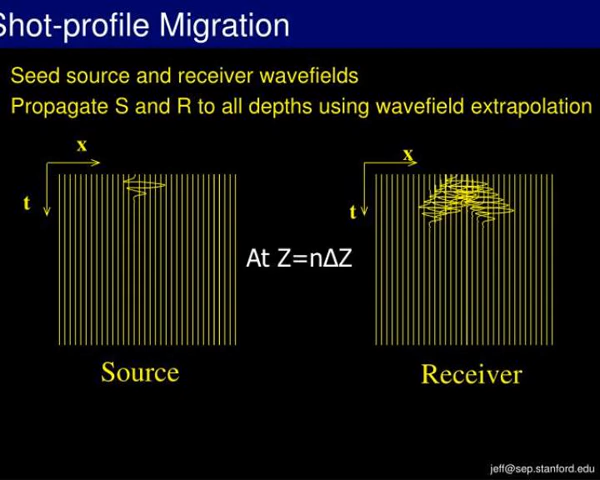 Shot-profile Migration
Seed source and receiver wavefields
Propagate S and R to all depths using wavefield extrapolation
x
x
t
t
At Z=nΔZ
Source
Receiver
jeff@sep.stanford.edu